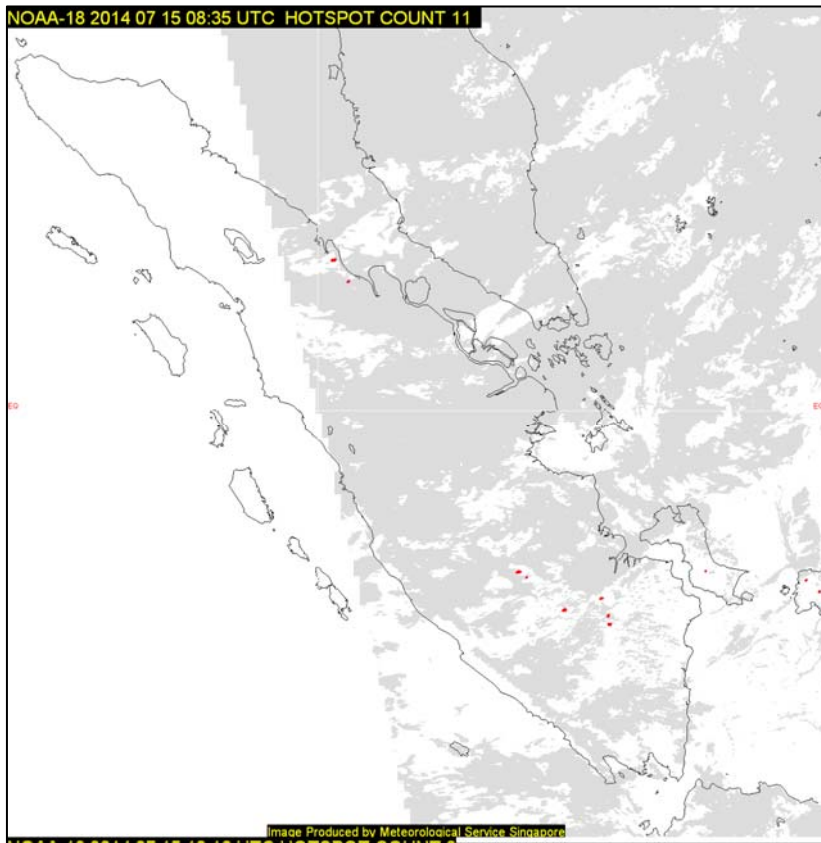 NOAA-18 2014 07 15 08:35 UTC HOTSPOT COUNT 11
EQ
EQ
Image Produced by Meteorological Service Singapore